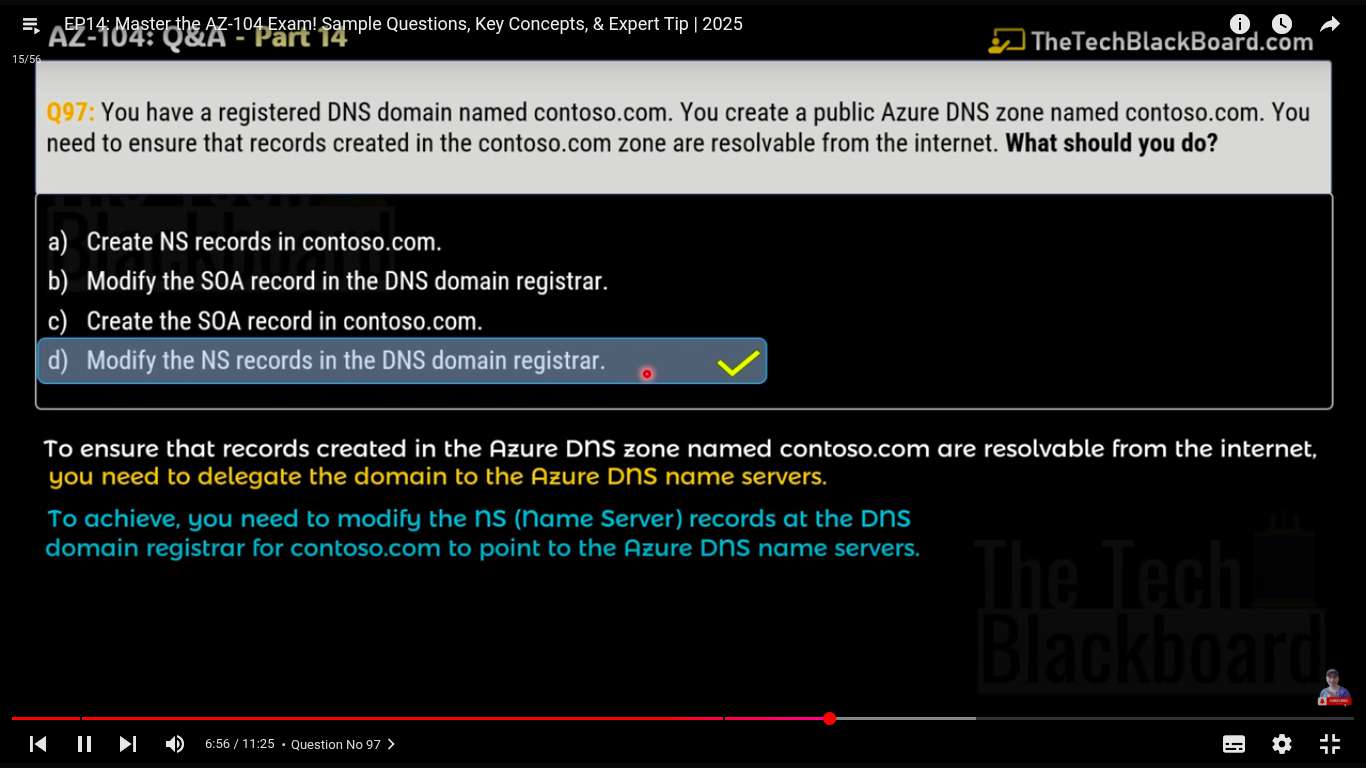 EP14: Master the AZ-104 Exam! Sample Questions, Key Concepts, & Expert Tip | 2025
AZ-104: Q&A - Part 14
TheTechBlackBoard.com
15/56
Q97: You have a registered DNS domain named contoso.com. You create a public Azure DNS zone named contoso.com. You
need to ensure that records created in the contoso.com zone are resolvable from the internet. What should you do?
a) Create NS records in contoso.com.
b) Modify the SOA record in the DNS domain registrar.
c) Create the SOA record in contoso.com.
d) Modify the NS records in the DNS domain registrar.
To ensure that records created in the Azure DNS zone named contoso.com are resolvable from the internet,
you need to delegate the domain to the Azure DNS name servers.
To achieve, you need to modify the NS (Name Server) records at the DNS
domain registrar for contoso.com to point to the Azure DNS name servers.
The Tech
Blackboard
6:56 / 11:25 • Question No 97